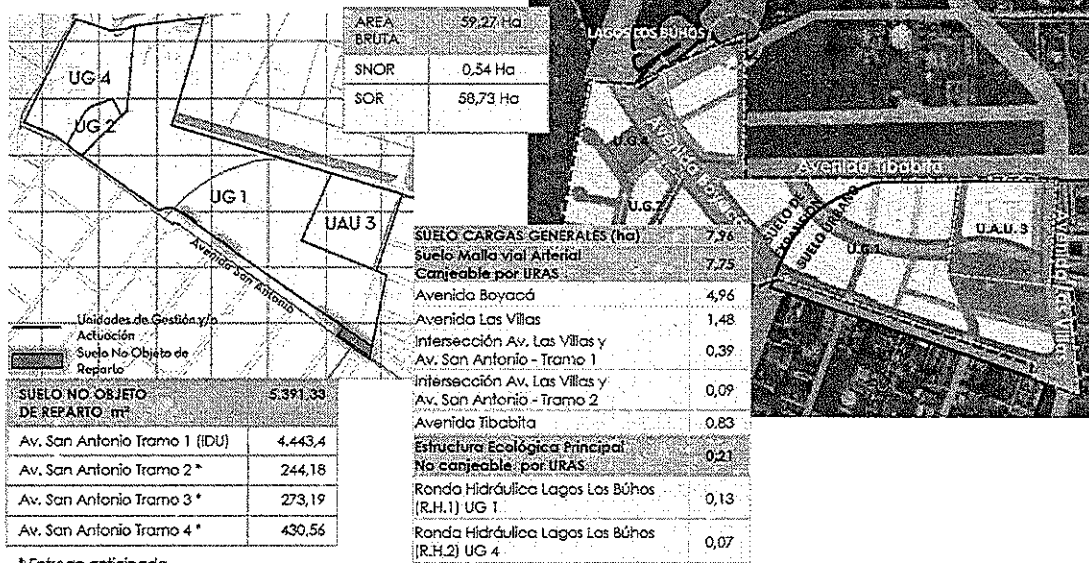 UG 4
UG 2
UG 1
UAU 3
Avenida San Antonio
Unidades de Gestión y/o
Actuación
Suelo No Objeto de
Reparto
AREA
BRUTA
59,27 Ha
SNOR
0,54 Ha
SOR
58,73 Ha
LAGOS LOS BÚHOS
U.G.4
U.G.2
Avenida Tibabita
SUELO DE
EXPANSIÓN
SUELO URBANO
U.G.1
U.A.U. 3
SUELO NO OBJETO
DE REPARTO m²
5.391,33
Av. San Antonio Tramo 1 (IDU)
4.443,4
Av. San Antonio Tramo 2 *
244,18
Av. San Antonio Tramo 3 *
273,19
Av. San Antonio Tramo 4 *
430,56
* Entrega anticipada
SUELO CARGAS GENERALES (ha)
7,96
Suelo Malla vial Arterial
Canjeable por URAS
7,75
Avenida Boyacá
4,96
Avenida Las Villas
1,48
Intersección Av. Las Villas y
Av. San Antonio - Tramo 1
0,39
Intersección Av. Las Villas y
Av. San Antonio - Tramo 2
0,09
Avenida Tibabita
0,83
Estructura Ecológica Principal
No canjeable por URAS
0,21
Ronda Hidráulica Lagos Los Búhos
(R.H.1) UG 1
0,13
Ronda Hidráulica Lagos Los Búhos
(R.H.2) UG 4
0,07